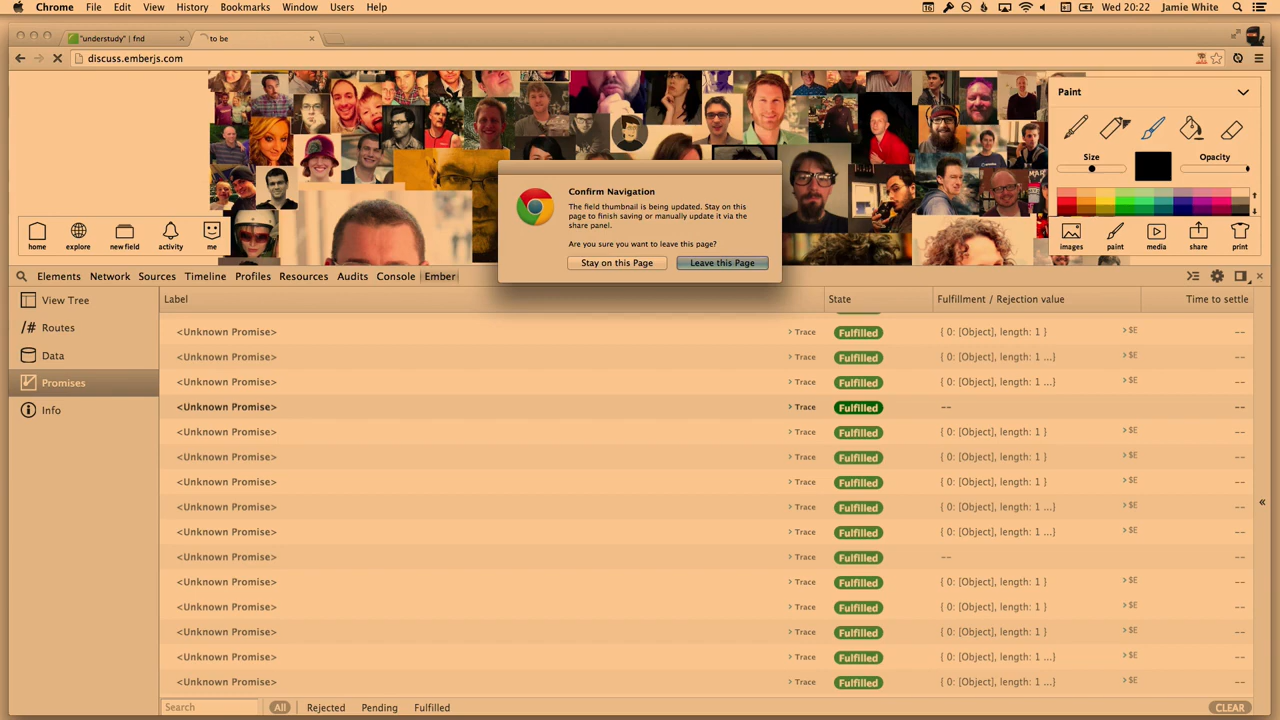 Chrome File Edit View History Bookmarks Window Users Help
Wed 20:22 Jamie White
"understudy" | fnd
to be
discuss.emberjs.com
Paint
Size
Opacity
home explore new field activity me
images paint media share print
Confirm Navigation
The field thumbnail is being updated. Stay on this
page to finish saving or manually update it via the
share panel.
Are you sure you want to leave this page?
Stay on this Page Leave this Page
Elements Network Sources Timeline Profiles Resources Audits Console Ember
View Tree
/# Routes
Data
Promises
Info
Label State Fulfillment / Rejection value Time to settle
<Unknown Promise> > Trace Fulfilled { 0: [Object], length: 1 } > $E --
<Unknown Promise> > Trace Fulfilled { 0: [Object], length: 1 ...} > $E --
<Unknown Promise> > Trace Fulfilled { 0: [Object], length: 1 ...} > $E --
<Unknown Promise> > Trace Fulfilled -- --
<Unknown Promise> > Trace Fulfilled { 0: [Object], length: 1 } > $E --
<Unknown Promise> > Trace Fulfilled { 0: [Object], length: 1 } > $E --
<Unknown Promise> > Trace Fulfilled { 0: [Object], length: 1 } > $E --
<Unknown Promise> > Trace Fulfilled { 0: [Object], length: 1 ...} > $E --
<Unknown Promise> > Trace Fulfilled { 0: [Object], length: 1 ...} > $E --
<Unknown Promise> > Trace Fulfilled -- --
<Unknown Promise> > Trace Fulfilled { 0: [Object], length: 1 } > $E --
<Unknown Promise> > Trace Fulfilled { 0: [Object], length: 1 } > $E --
<Unknown Promise> > Trace Fulfilled { 0: [Object], length: 1 } > $E --
<Unknown Promise> > Trace Fulfilled { 0: [Object], length: 1 ...} > $E --
<Unknown Promise> > Trace Fulfilled { 0: [Object], length: 1 ...} > $E --
Search All Rejected Pending Fulfilled CLEAR